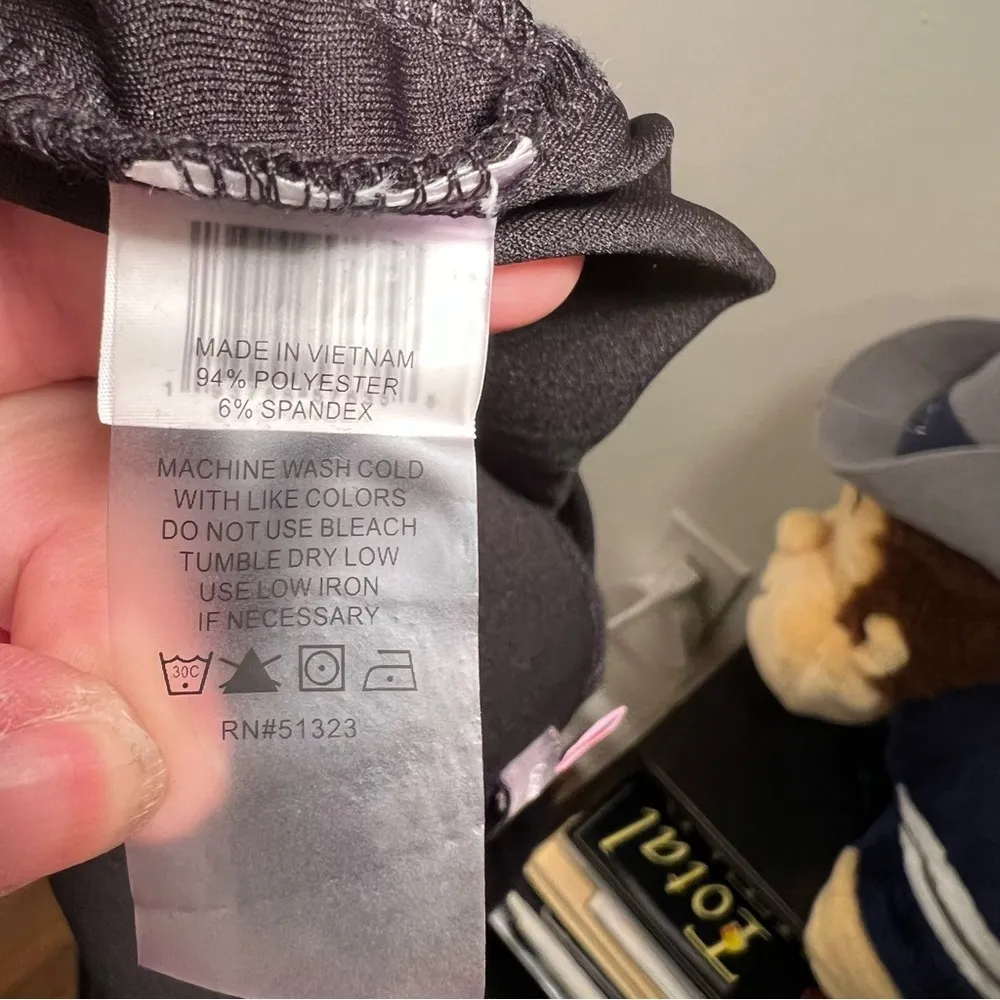 MADE IN VIETNAM
94% POLYESTER
6% SPANDEX
MACHINE WASH COLD
WITH LIKE COLORS
DO NOT USE BLEACH
TUMBLE DRY LOW
USE LOW IRON
IF NECESSARY
30C
RN#51323
Total